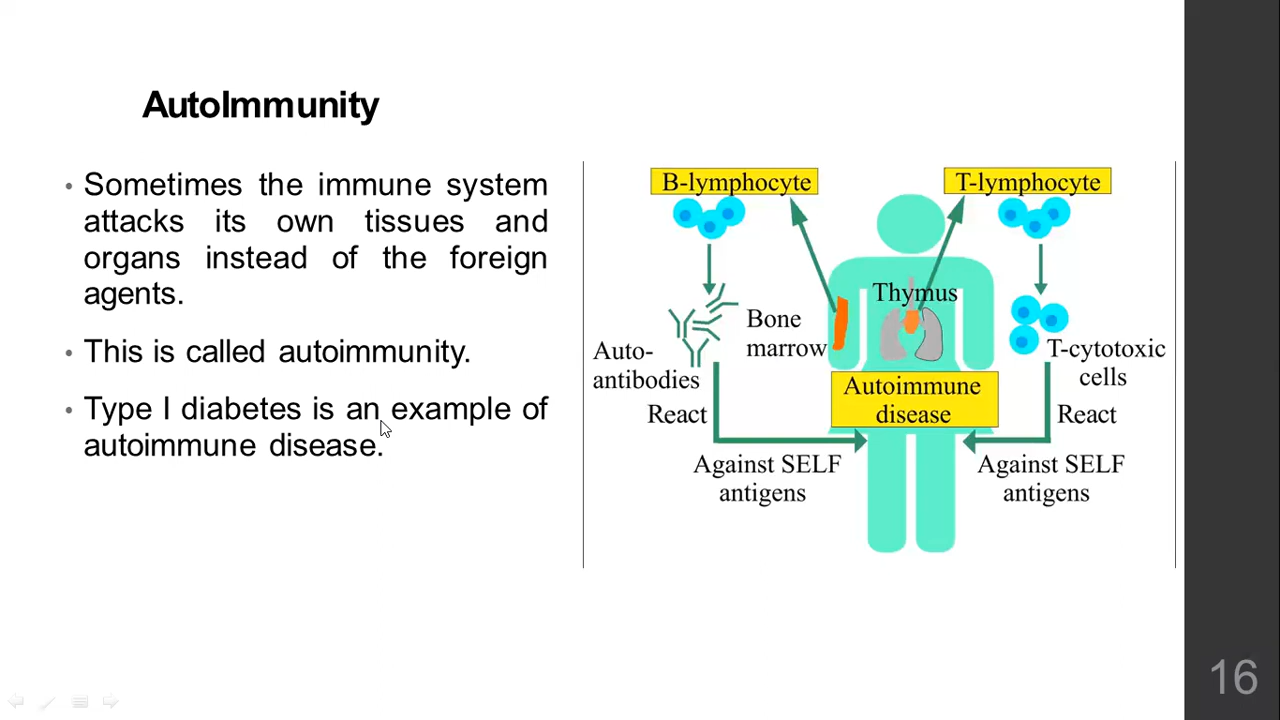 AutoImmunity
• Sometimes the immune system
attacks its own tissues and
organs instead of the foreign
agents.
• This is called autoimmunity.
• Type I diabetes is an example of
autoimmune disease.
B-lymphocyte
T-lymphocyte
Thymus
Bone
marrow
Auto-
antibodies
T-cytotoxic
cells
Autoimmune
disease
React
React
Against SELF
antigens
Against SELF
antigens
16